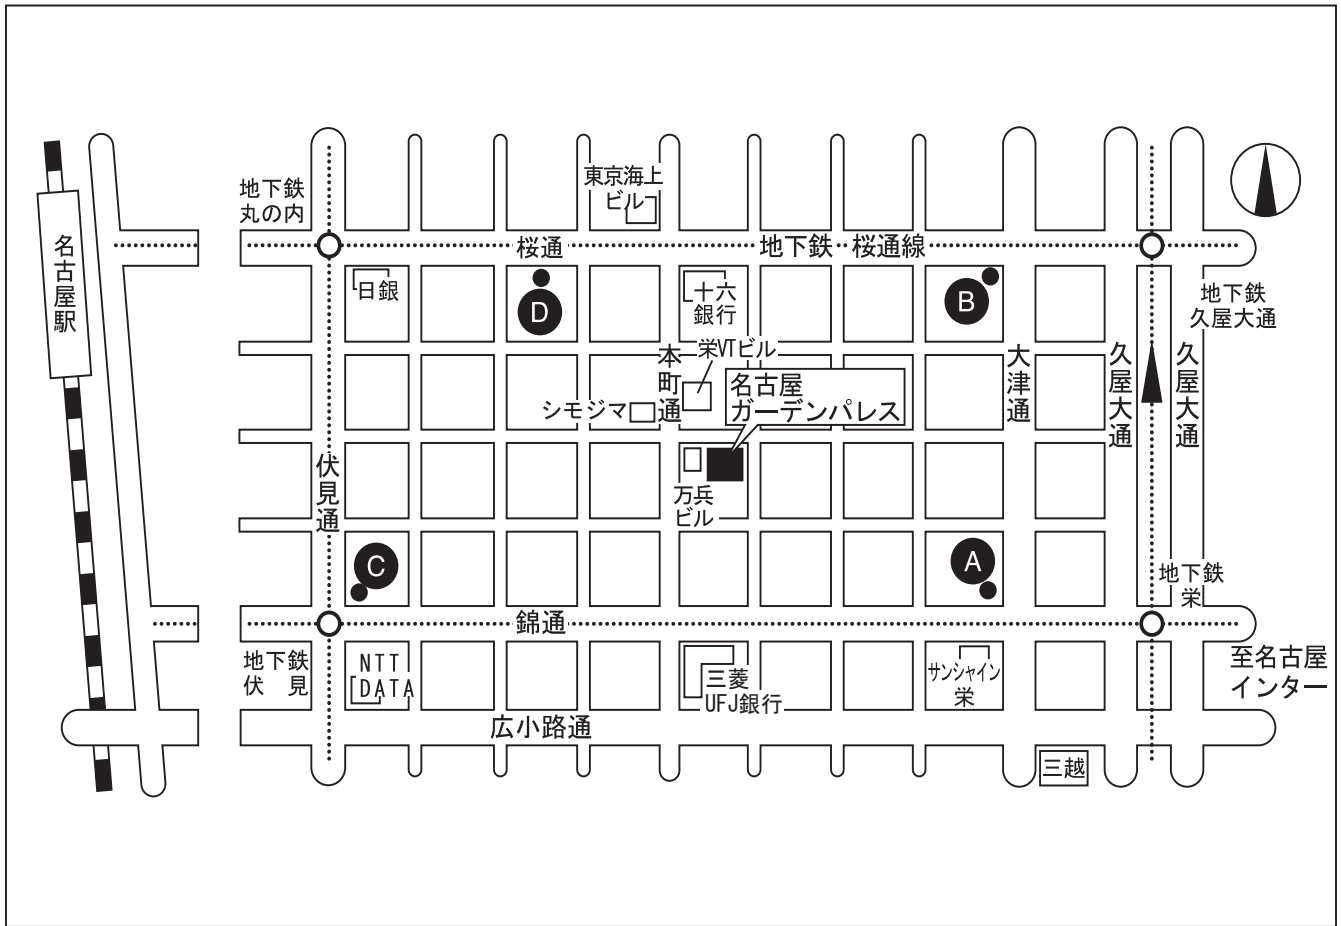 東京海上
ビル
地下鉄
丸の内
名古屋駅
桜通
地下鉄 桜通線
日銀
D
十六
銀行
B
地下鉄
久屋大通
栄VTビル
本町通
大津通
久屋大通
久屋大通
名古屋
ガーデンパレス
シモジマ
伏見通
万兵
ビル
C
A
地下鉄
栄
錦通
地下鉄
伏 見
NTT
DATA
三菱
UFJ銀行
サンシャイン
栄
至名古屋
インター
広小路通
三越